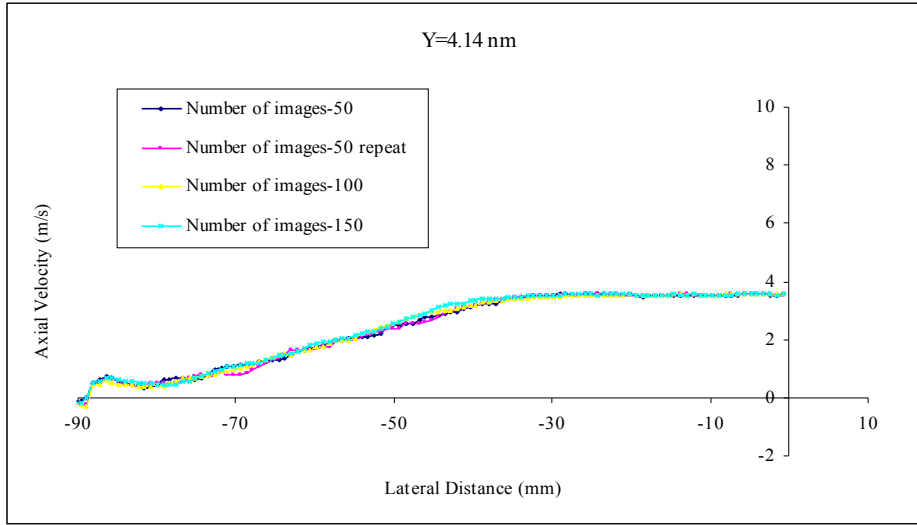 Y=4.14 nm
Number of images-50
Number of images-50 repeat
Number of images-100
Number of images-150
Axial Velocity (m/s)
10
8
6
4
2
0
-2
-90
-70
-50
-30
-10
10
Lateral Distance (mm)